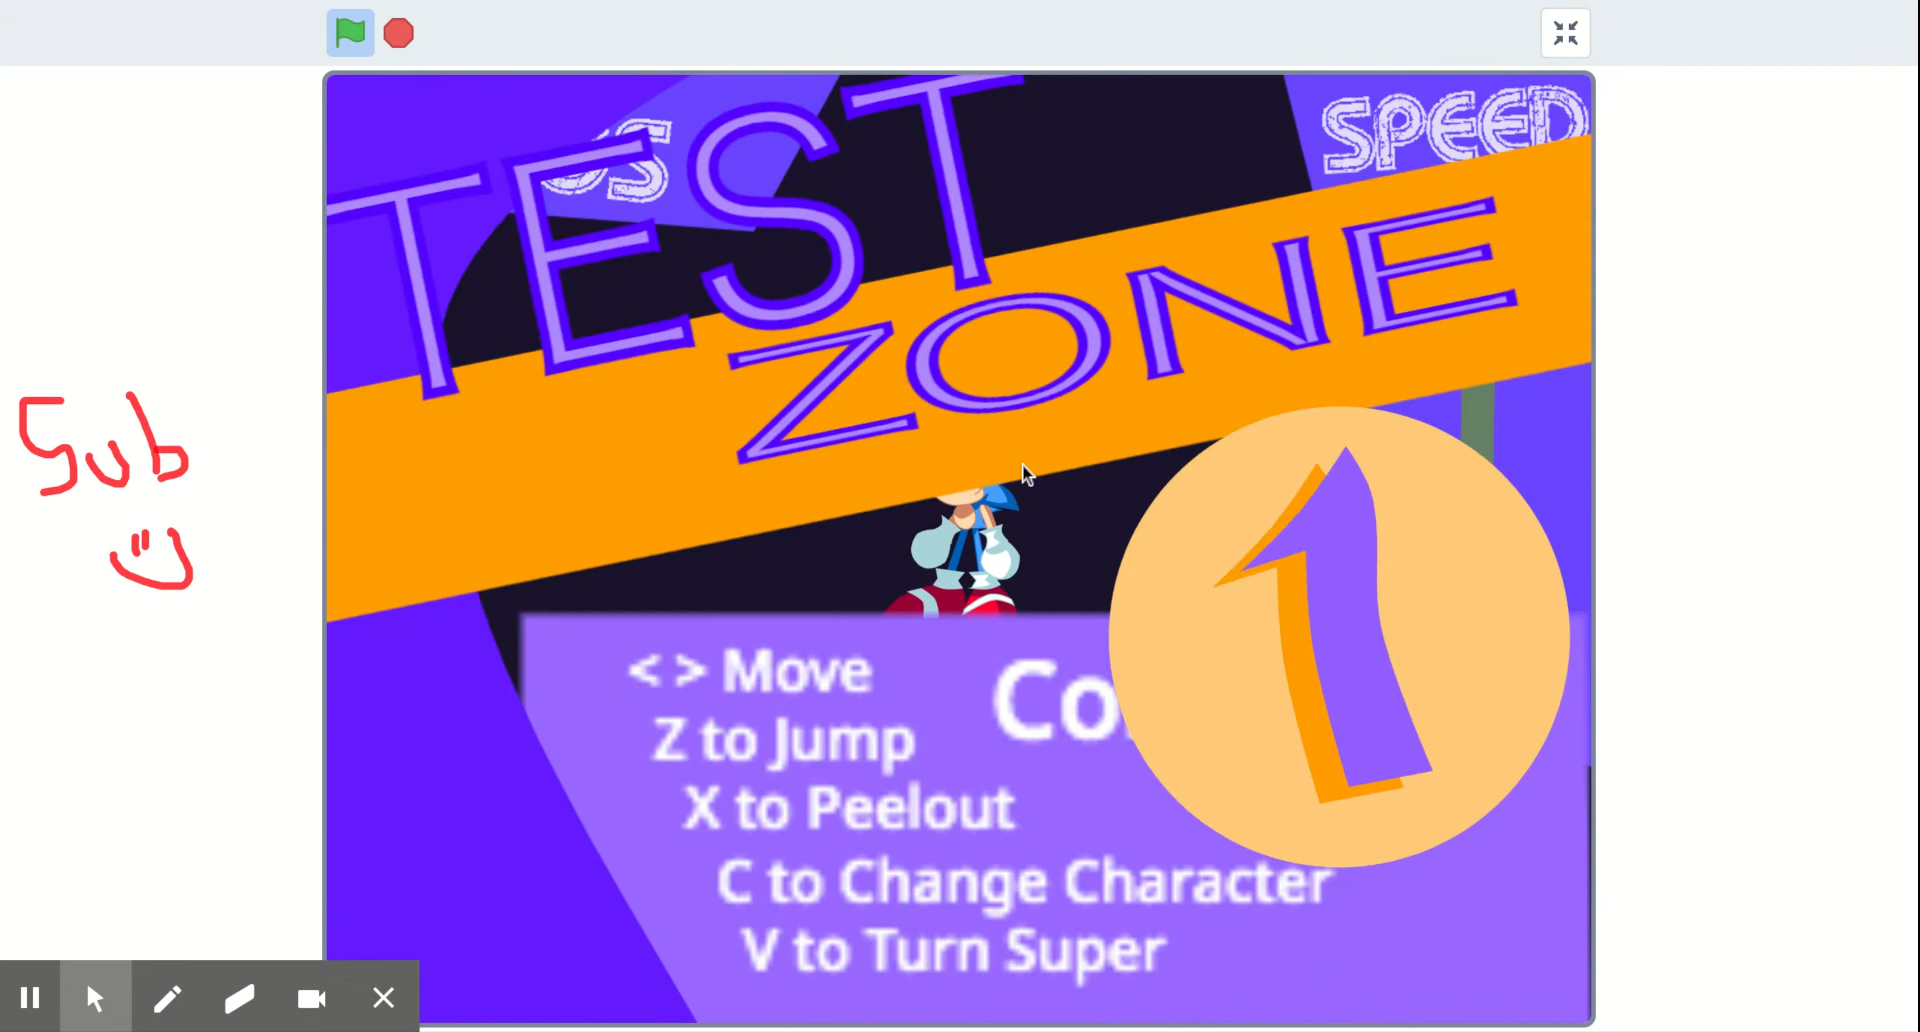 SPEED
TEST
ZONE
1
Sub
< > Move
Z to Jump
X to Peelout
C to Change Character
V to Turn Super